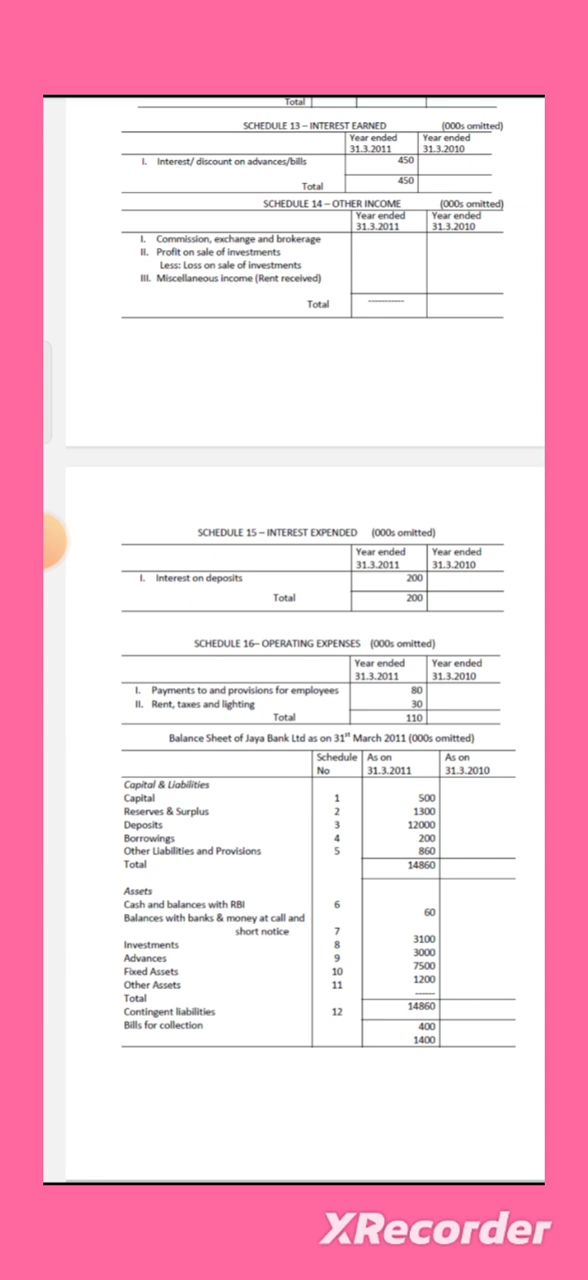 Total
SCHEDULE 13 – INTEREST EARNED (000s omitted)
Year ended Year ended
31.3.2011 31.3.2010
I. Interest/ discount on advances/bills 450
Total 450
SCHEDULE 14 – OTHER INCOME (000s omitted)
Year ended Year ended
31.3.2011 31.3.2010
I. Commission, exchange and brokerage
II. Profit on sale of investments
Less: Loss on sale of investments
III. Miscellaneous income (Rent received)
Total ------------
SCHEDULE 15 – INTEREST EXPENDED (000s omitted)
Year ended Year ended
31.3.2011 31.3.2010
I. Interest on deposits 200
Total 200
SCHEDULE 16– OPERATING EXPENSES (000s omitted)
Year ended Year ended
31.3.2011 31.3.2010
I. Payments to and provisions for employees 80
II. Rent, taxes and lighting 30
Total 110
Balance Sheet of Jaya Bank Ltd as on 31st March 2011 (000s omitted)
Schedule As on As on
No 31.3.2011 31.3.2010
Capital & Liabilities
Capital 1 500
Reserves & Surplus 2 1300
Deposits 3 12000
Borrowings 4 200
Other Liabilities and Provisions 5 860
Total 14860
Assets
Cash and balances with RBI 6
Balances with banks & money at call and 60
short notice 7
Investments 8 3100
Advances 9 3000
Fixed Assets 10 7500
Other Assets 11 1200
Total ------
Contingent liabilities 12 14860
Bills for collection 400
1400
XRecorder